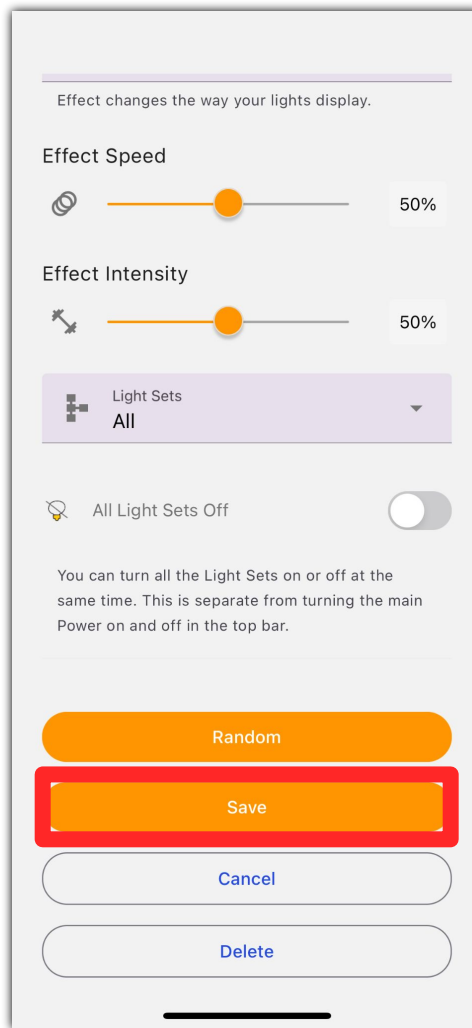 Effect changes the way your lights display.
Effect Speed
50%
Effect Intensity
50%
Light Sets
All
All Light Sets Off
You can turn all the Light Sets on or off at the
same time. This is separate from turning the main
Power on and off in the top bar.
Random
Save
Cancel
Delete